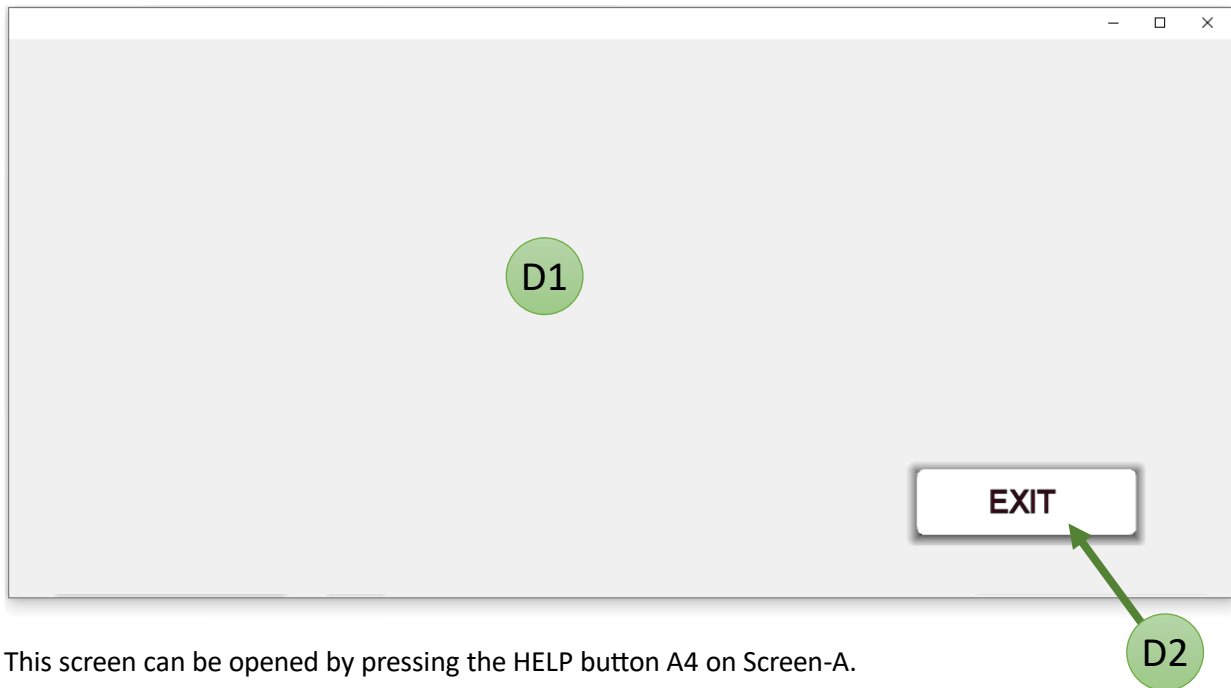 D1
EXIT
D2
This screen can be opened by pressing the HELP button A4 on Screen-A.